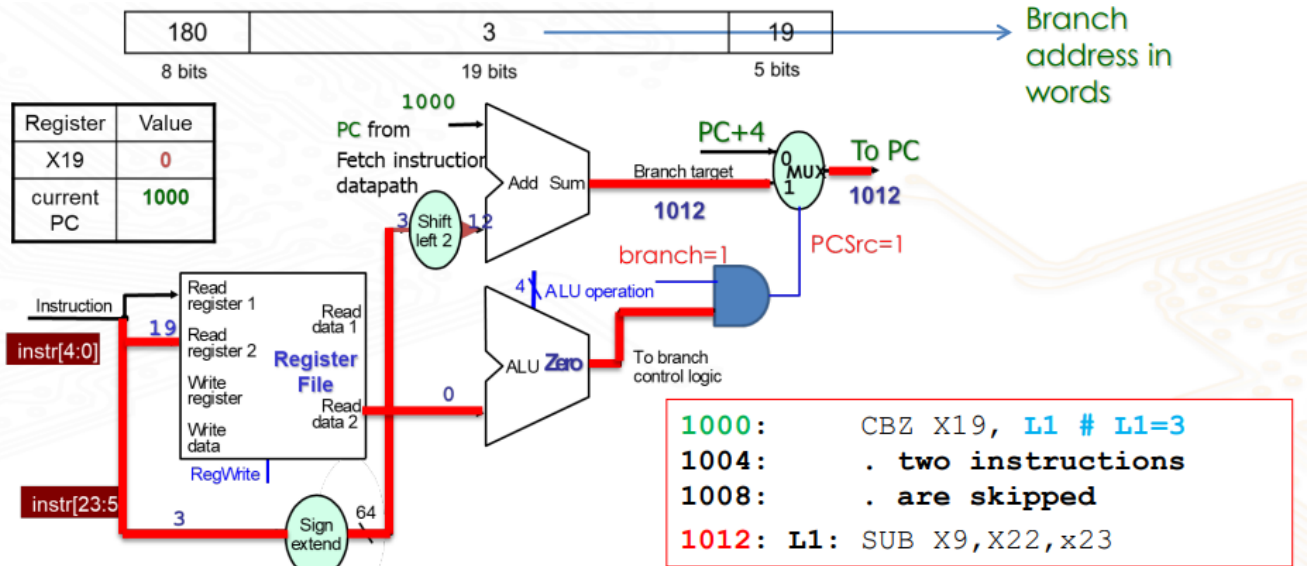 180 3 19
Branch
address in
words
8 bits 19 bits 5 bits
Register Value
X19 0
current
PC 1000
1000
PC from
Fetch instruction
datapath
Add Sum
Branch target
1012
PC+4
0
MUX
1
To PC
1012
3
Shift
left 2
12
branch=1
PCSrc=1
4
ALU operation
Instruction
instr[4:0]
19
Read
register 1
Read
register 2
Write
register
Write
data
Read
data 1
Register
File
Read
data 2
RegWrite
0
ALU Zero
To branch
control logic
instr[23:5
3
Sign
extend
64
1000: CBZ X19, L1 # L1=3
1004: . two instructions
1008: . are skipped
1012: L1: SUB X9,X22,x23